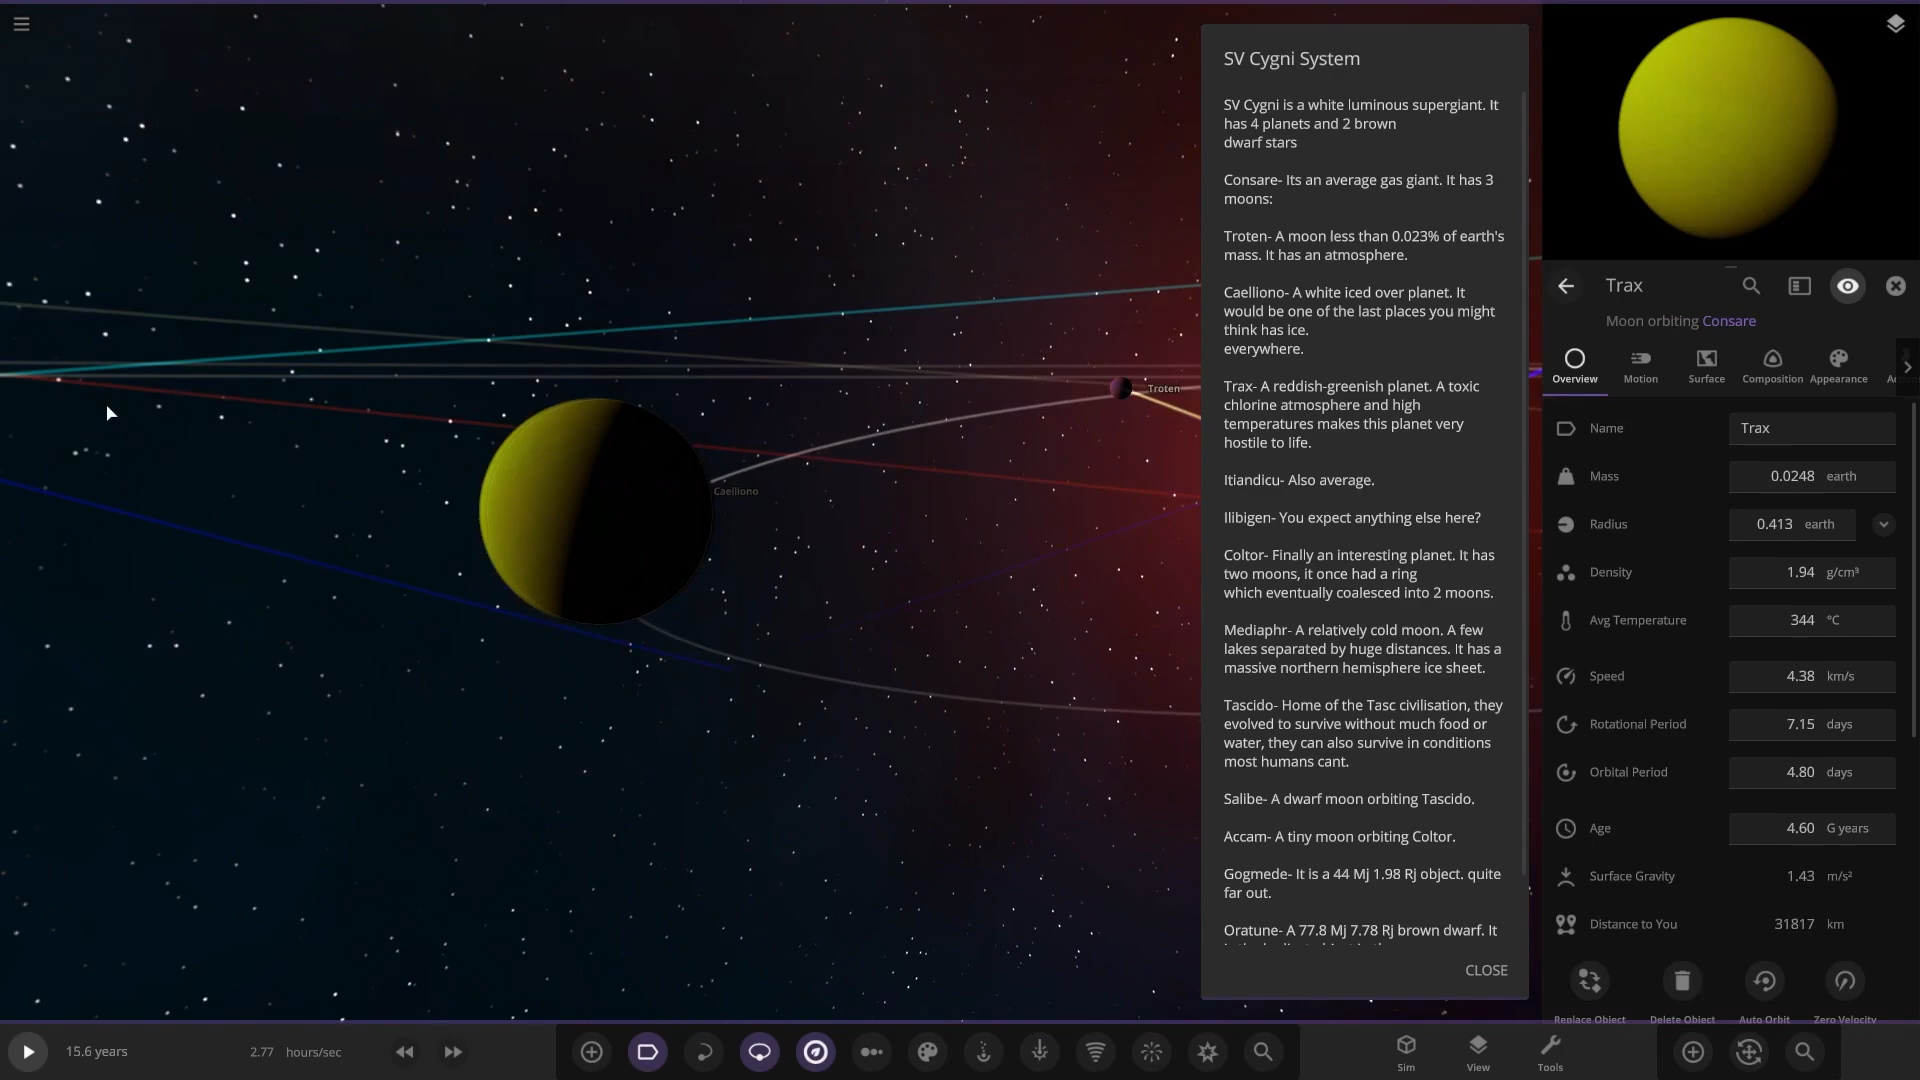 SV Cygni System
SV Cygni is a white luminous supergiant. It
has 4 planets and 2 brown
dwarf stars
Consare- Its an average gas giant. It has 3
moons:
Troten- A moon less than 0.023% of earth's
mass. It has an atmosphere.
Caelliono- A white iced over planet. It
would be one of the last places you might
think has ice.
everywhere.
Trax- A reddish-greenish planet. A toxic
chlorine atmosphere and high
temperatures makes this planet very
hostile to life.
Itiandicu- Also average.
Ilibigen- You expect anything else here?
Coltor- Finally an interesting planet. It has
two moons, it once had a ring
which eventually coalesced into 2 moons.
Mediaphr- A relatively cold moon. A few
lakes separated by huge distances. It has a
massive northern hemisphere ice sheet.
Tascido- Home of the Tasc civilisation, they
evolved to survive without much food or
water, they can also survive in conditions
most humans cant.
Salibe- A dwarf moon orbiting Tascido.
Accam- A tiny moon orbiting Coltor.
Gogmede- It is a 44 Mj 1.98 Rj object. quite
far out.
Oratune- A 77.8 Mj 7.78 Rj brown dwarf. It
CLOSE
Troten
Caelliono
Trax
Moon orbiting Consare
Overview Motion Surface Composition Appearance
Name Trax
Mass 0.0248 earth
Radius 0.413 earth
Density 1.94 g/cm³
Avg Temperature 344 °C
Speed 4.38 km/s
Rotational Period 7.15 days
Orbital Period 4.80 days
Age 4.60 G years
Surface Gravity 1.43 m/s²
Distance to You 31817 km
Replace Object Delete Object Auto Orbit Zero Velocity
15.6 years 2.77 hours/sec
Sim View Tools